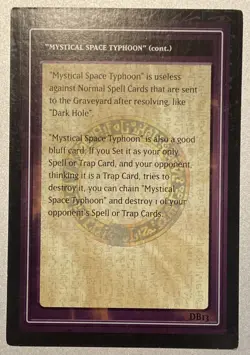 "MYSTICAL SPACE TYPHOON" (cont.)
"Mystical Space Typhoon" is useless
against Normal Spell Cards that are sent
to the Graveyard after resolving, like
"Dark Hole".
"Mystical Space Typhoon" is also a good
bluff card. If you Set it as your only
Spell or Trap Card, and your opponent,
thinking it is a Trap Card, tries to
destroy it, you can chain "Mystical
Space Typhoon" and destroy 1 of your
opponent's Spell or Trap Cards.
DB13